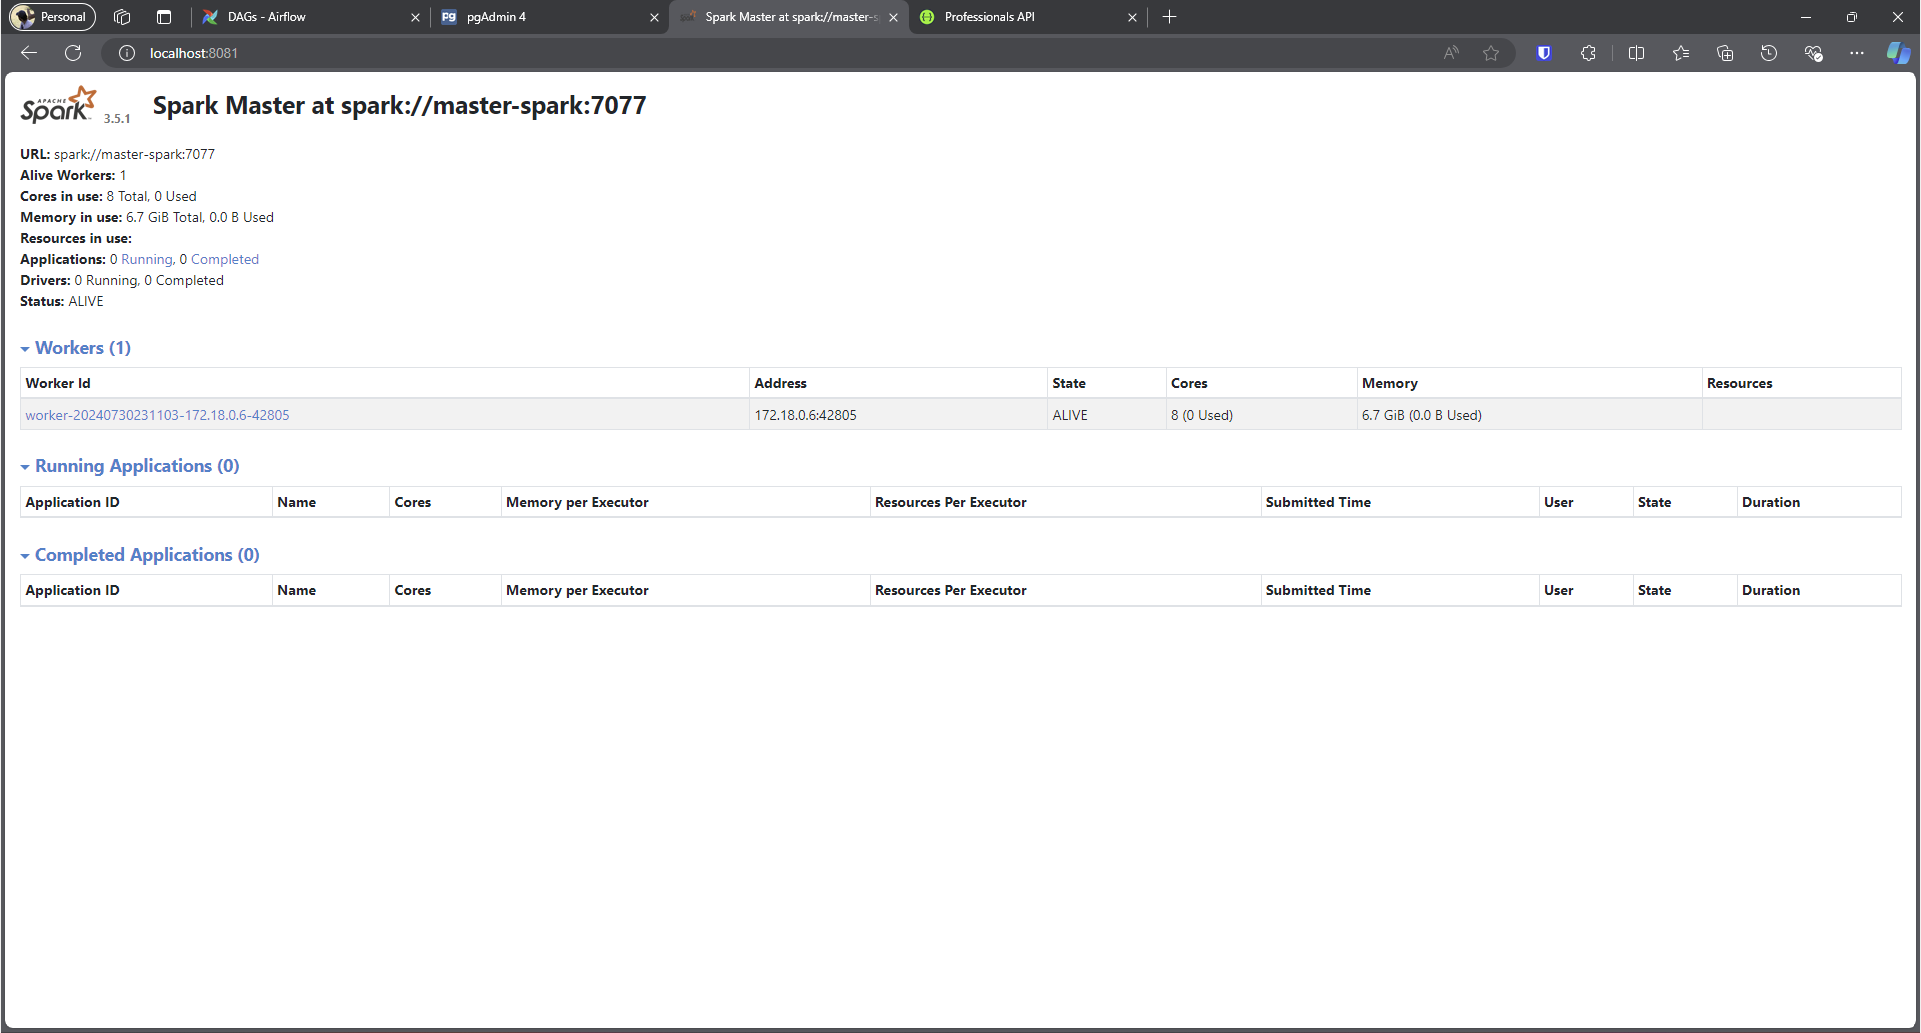 Personal
DAGs - Airflow
pgAdmin 4
Spark Master at spark://master-s
Professionals API
localhost:8081
APACHE
Spark 3.5.1
Spark Master at spark://master-spark:7077
URL: spark://master-spark:7077
Alive Workers: 1
Cores in use: 8 Total, 0 Used
Memory in use: 6.7 GiB Total, 0.0 B Used
Resources in use:
Applications: 0 Running, 0 Completed
Drivers: 0 Running, 0 Completed
Status: ALIVE
Workers (1)
Worker Id Address State Cores Memory Resources
worker-20240730231103-172.18.0.6-42805 172.18.0.6:42805 ALIVE 8 (0 Used) 6.7 GiB (0.0 B Used)
Running Applications (0)
Application ID Name Cores Memory per Executor Resources Per Executor Submitted Time User State Duration
Completed Applications (0)
Application ID Name Cores Memory per Executor Resources Per Executor Submitted Time User State Duration